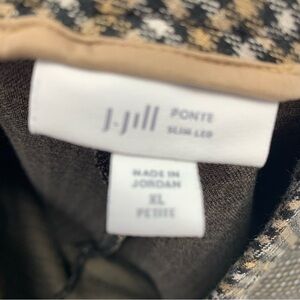 J.Jill PONTE
SLIM LEG
MADE IN
JORDAN
XL
PETITE